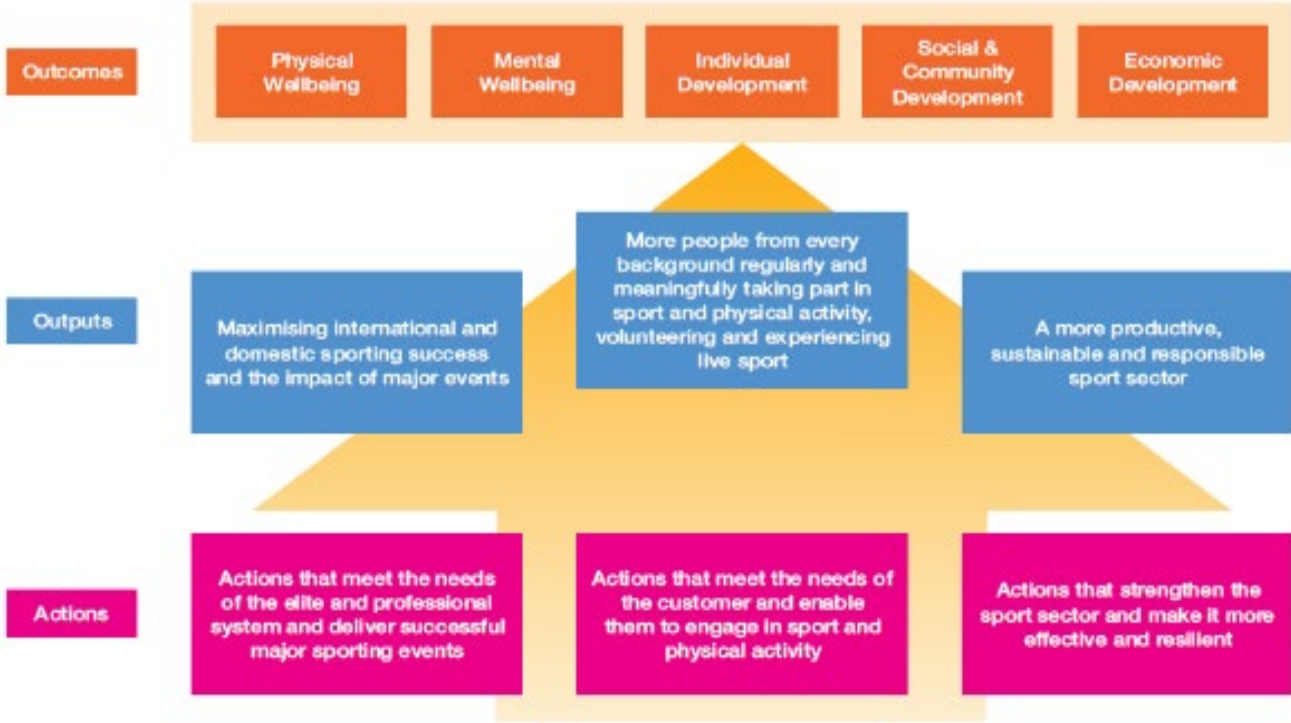 Outcomes
Physical
Wellbeing
Mental
Wellbeing
Individual
Development
Social &
Community
Development
Economic
Development
Outputs
Maximising international and
domestic sporting success
and the impact of major events
More people from every
background regularly and
meaningfully taking part in
sport and physical activity,
volunteering and experiencing
live sport
A more productive,
sustainable and responsible
sport sector
Actions
Actions that meet the needs
of the elite and professional
system and deliver successful
major sporting events
Actions that meet the needs of
the customer and enable
them to engage in sport and
physical activity
Actions that strengthen the
sport sector and make it more
effective and resilient